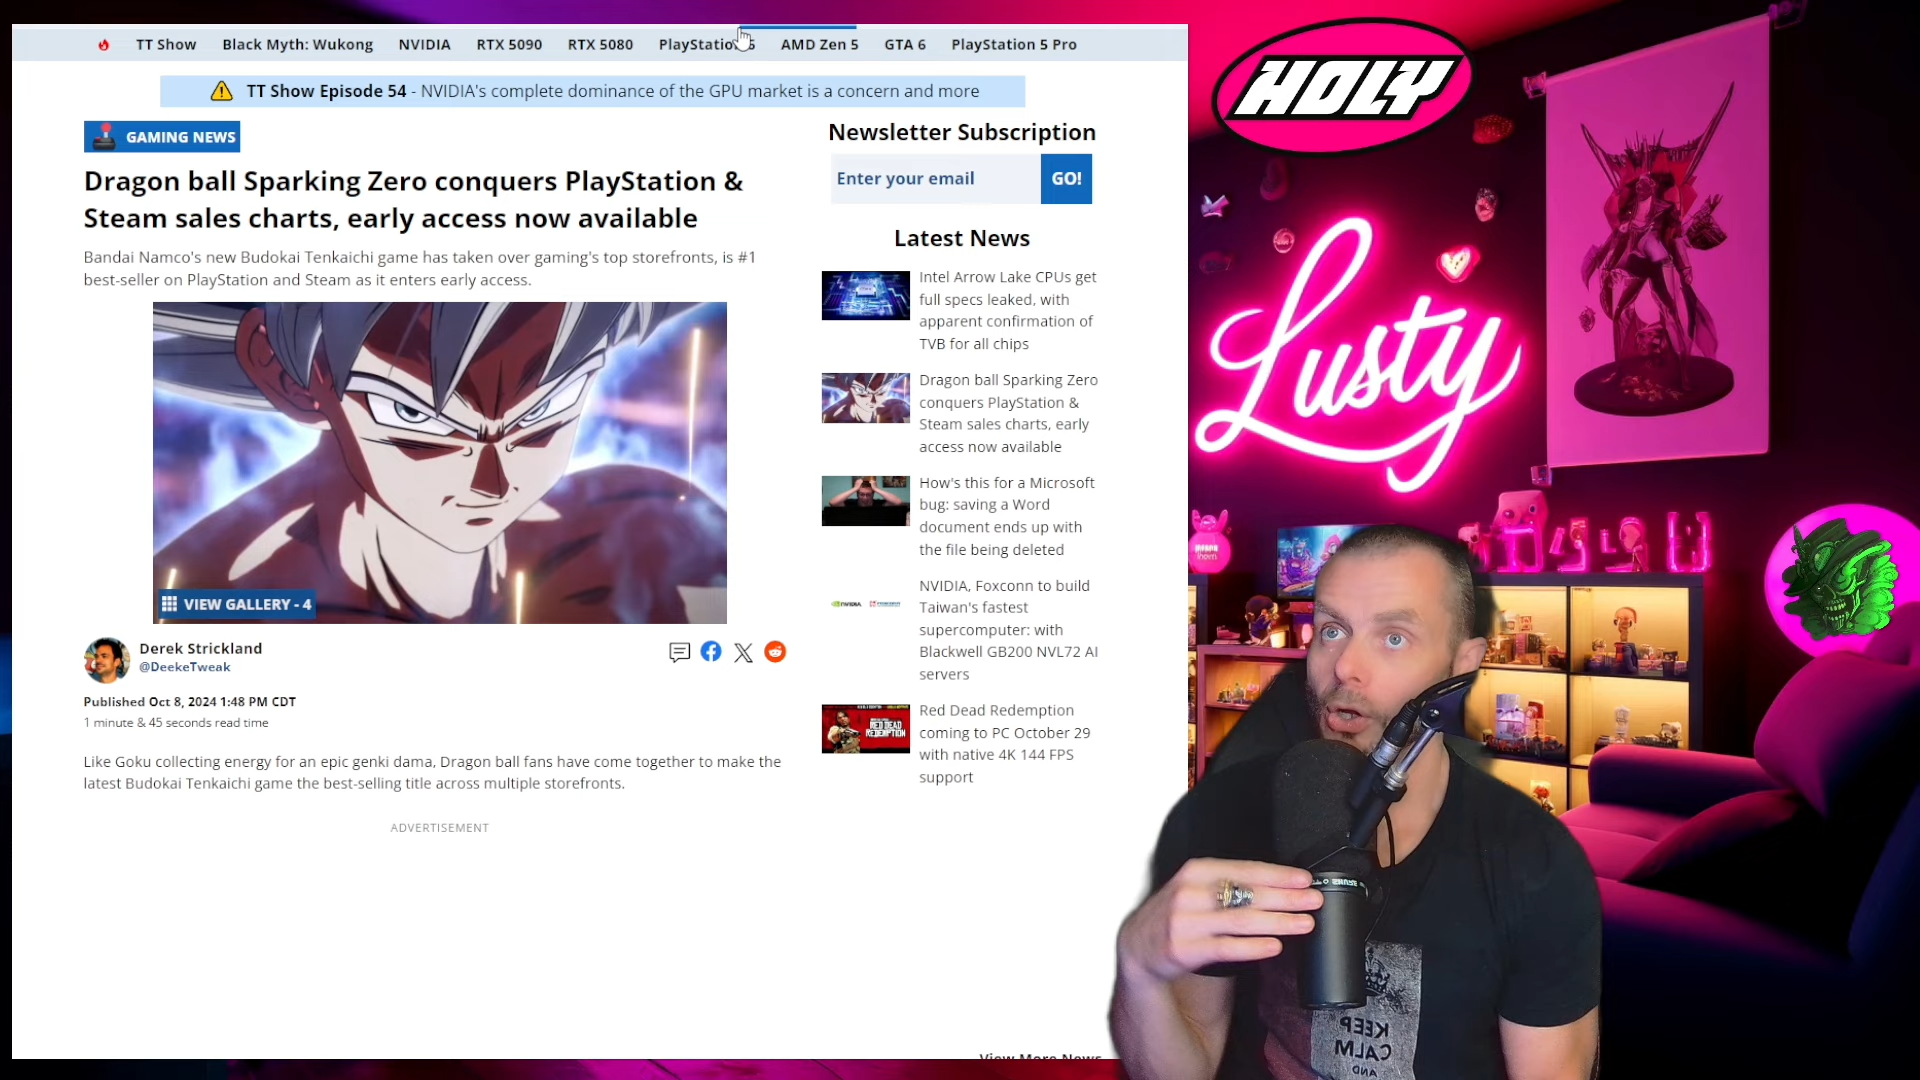 TT Show Black Myth: Wukong NVIDIA RTX 5090 RTX 5080 PlayStatio 5 AMD Zen 5 GTA 6 PlayStation 5 Pro
TT Show Episode 54 - NVIDIA's complete dominance of the GPU market is a concern and more
GAMING NEWS
Dragon ball Sparking Zero conquers PlayStation &
Steam sales charts, early access now available
Bandai Namco's new Budokai Tenkaichi game has taken over gaming's top storefronts, is #1
best-seller on PlayStation and Steam as it enters early access.
VIEW GALLERY - 4
Derek Strickland
@DeekeTweak
Published Oct 8, 2024 1:48 PM CDT
1 minute & 45 seconds read time
Like Goku collecting energy for an epic genki dama, Dragon ball fans have come together to make the
latest Budokai Tenkaichi game the best-selling title across multiple storefronts.
ADVERTISEMENT
Newsletter Subscription
Enter your email GO!
Latest News
Intel Arrow Lake CPUs get
full specs leaked, with
apparent confirmation of
TVB for all chips
Dragon ball Sparking Zero
conquers PlayStation &
Steam sales charts, early
access now available
How's this for a Microsoft
bug: saving a Word
document ends up with
the file being deleted
NVIDIA, Foxconn to build
Taiwan's fastest
supercomputer: with
Blackwell GB200 NVL72 AI
servers
RED DEAD
REDEMPTION
Red Dead Redemption
coming to PC October 29
with native 4K 144 FPS
support
View More News
HOLY
Lusty
SHURE
KEEP
CALM
AND